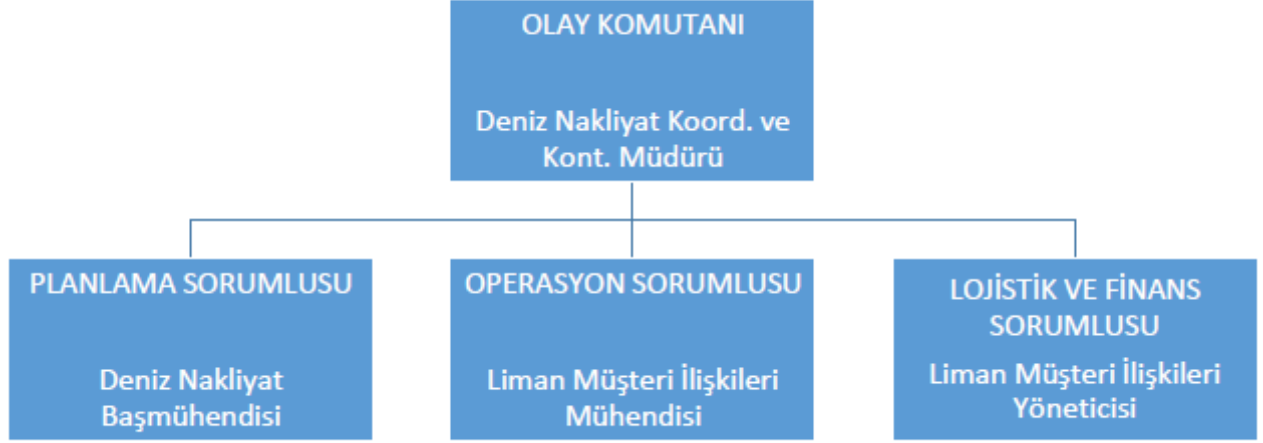 OLAY KOMUTANI
Deniz Nakliyat Koord. ve
Kont. Müdürü
PLANLAMA SORUMLUSU
Deniz Nakliyat
Başmühendisi
OPERASYON SORUMLUSU
Liman Müşteri İlişkileri
Mühendisi
LOJİSTİK VE FİNANS
SORUMLUSU
Liman Müşteri İlişkileri
Yöneticisi